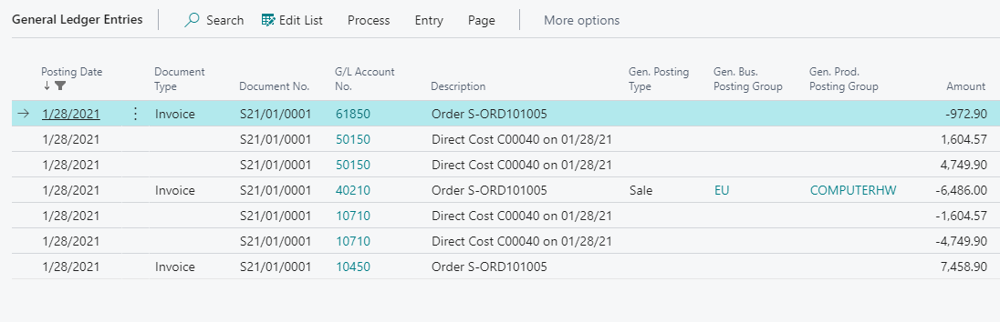 General Ledger Entries Search Edit List Process Entry Page More options
Posting Date Document Type Document No. G/L Account No. Description Gen. Posting Type Gen. Bus. Posting Group Gen. Prod. Posting Group Amount
1/28/2021 Invoice S21/01/0001 61850 Order S-ORD101005 -972.90
1/28/2021 S21/01/0001 50150 Direct Cost C00040 on 01/28/21 1,604.57
1/28/2021 S21/01/0001 50150 Direct Cost C00040 on 01/28/21 4,749.90
1/28/2021 Invoice S21/01/0001 40210 Order S-ORD101005 Sale EU COMPUTERHW -6,486.00
1/28/2021 S21/01/0001 10710 Direct Cost C00040 on 01/28/21 -1,604.57
1/28/2021 S21/01/0001 10710 Direct Cost C00040 on 01/28/21 -4,749.90
1/28/2021 Invoice S21/01/0001 10450 Order S-ORD101005 7,458.90